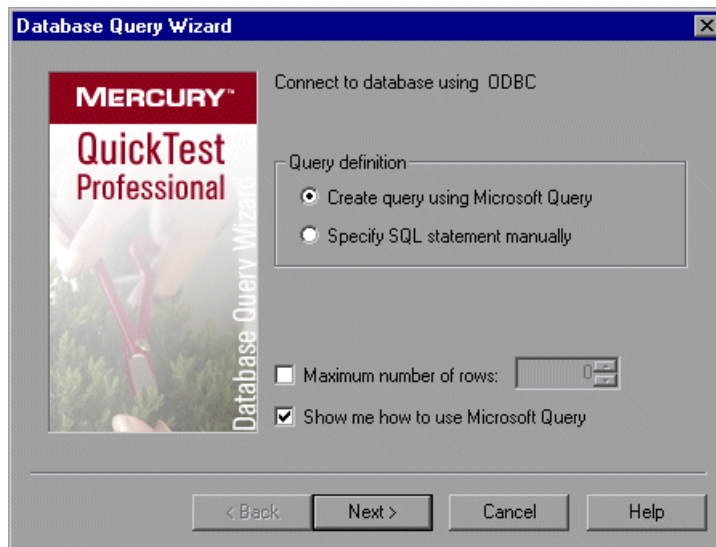 Database Query Wizard
MERCURY™
QuickTest
Professional
Database Query Wizard
Connect to database using ODBC
Query definition
Create query using Microsoft Query
Specify SQL statement manually
Maximum number of rows: 0
Show me how to use Microsoft Query
< Back
Next >
Cancel
Help